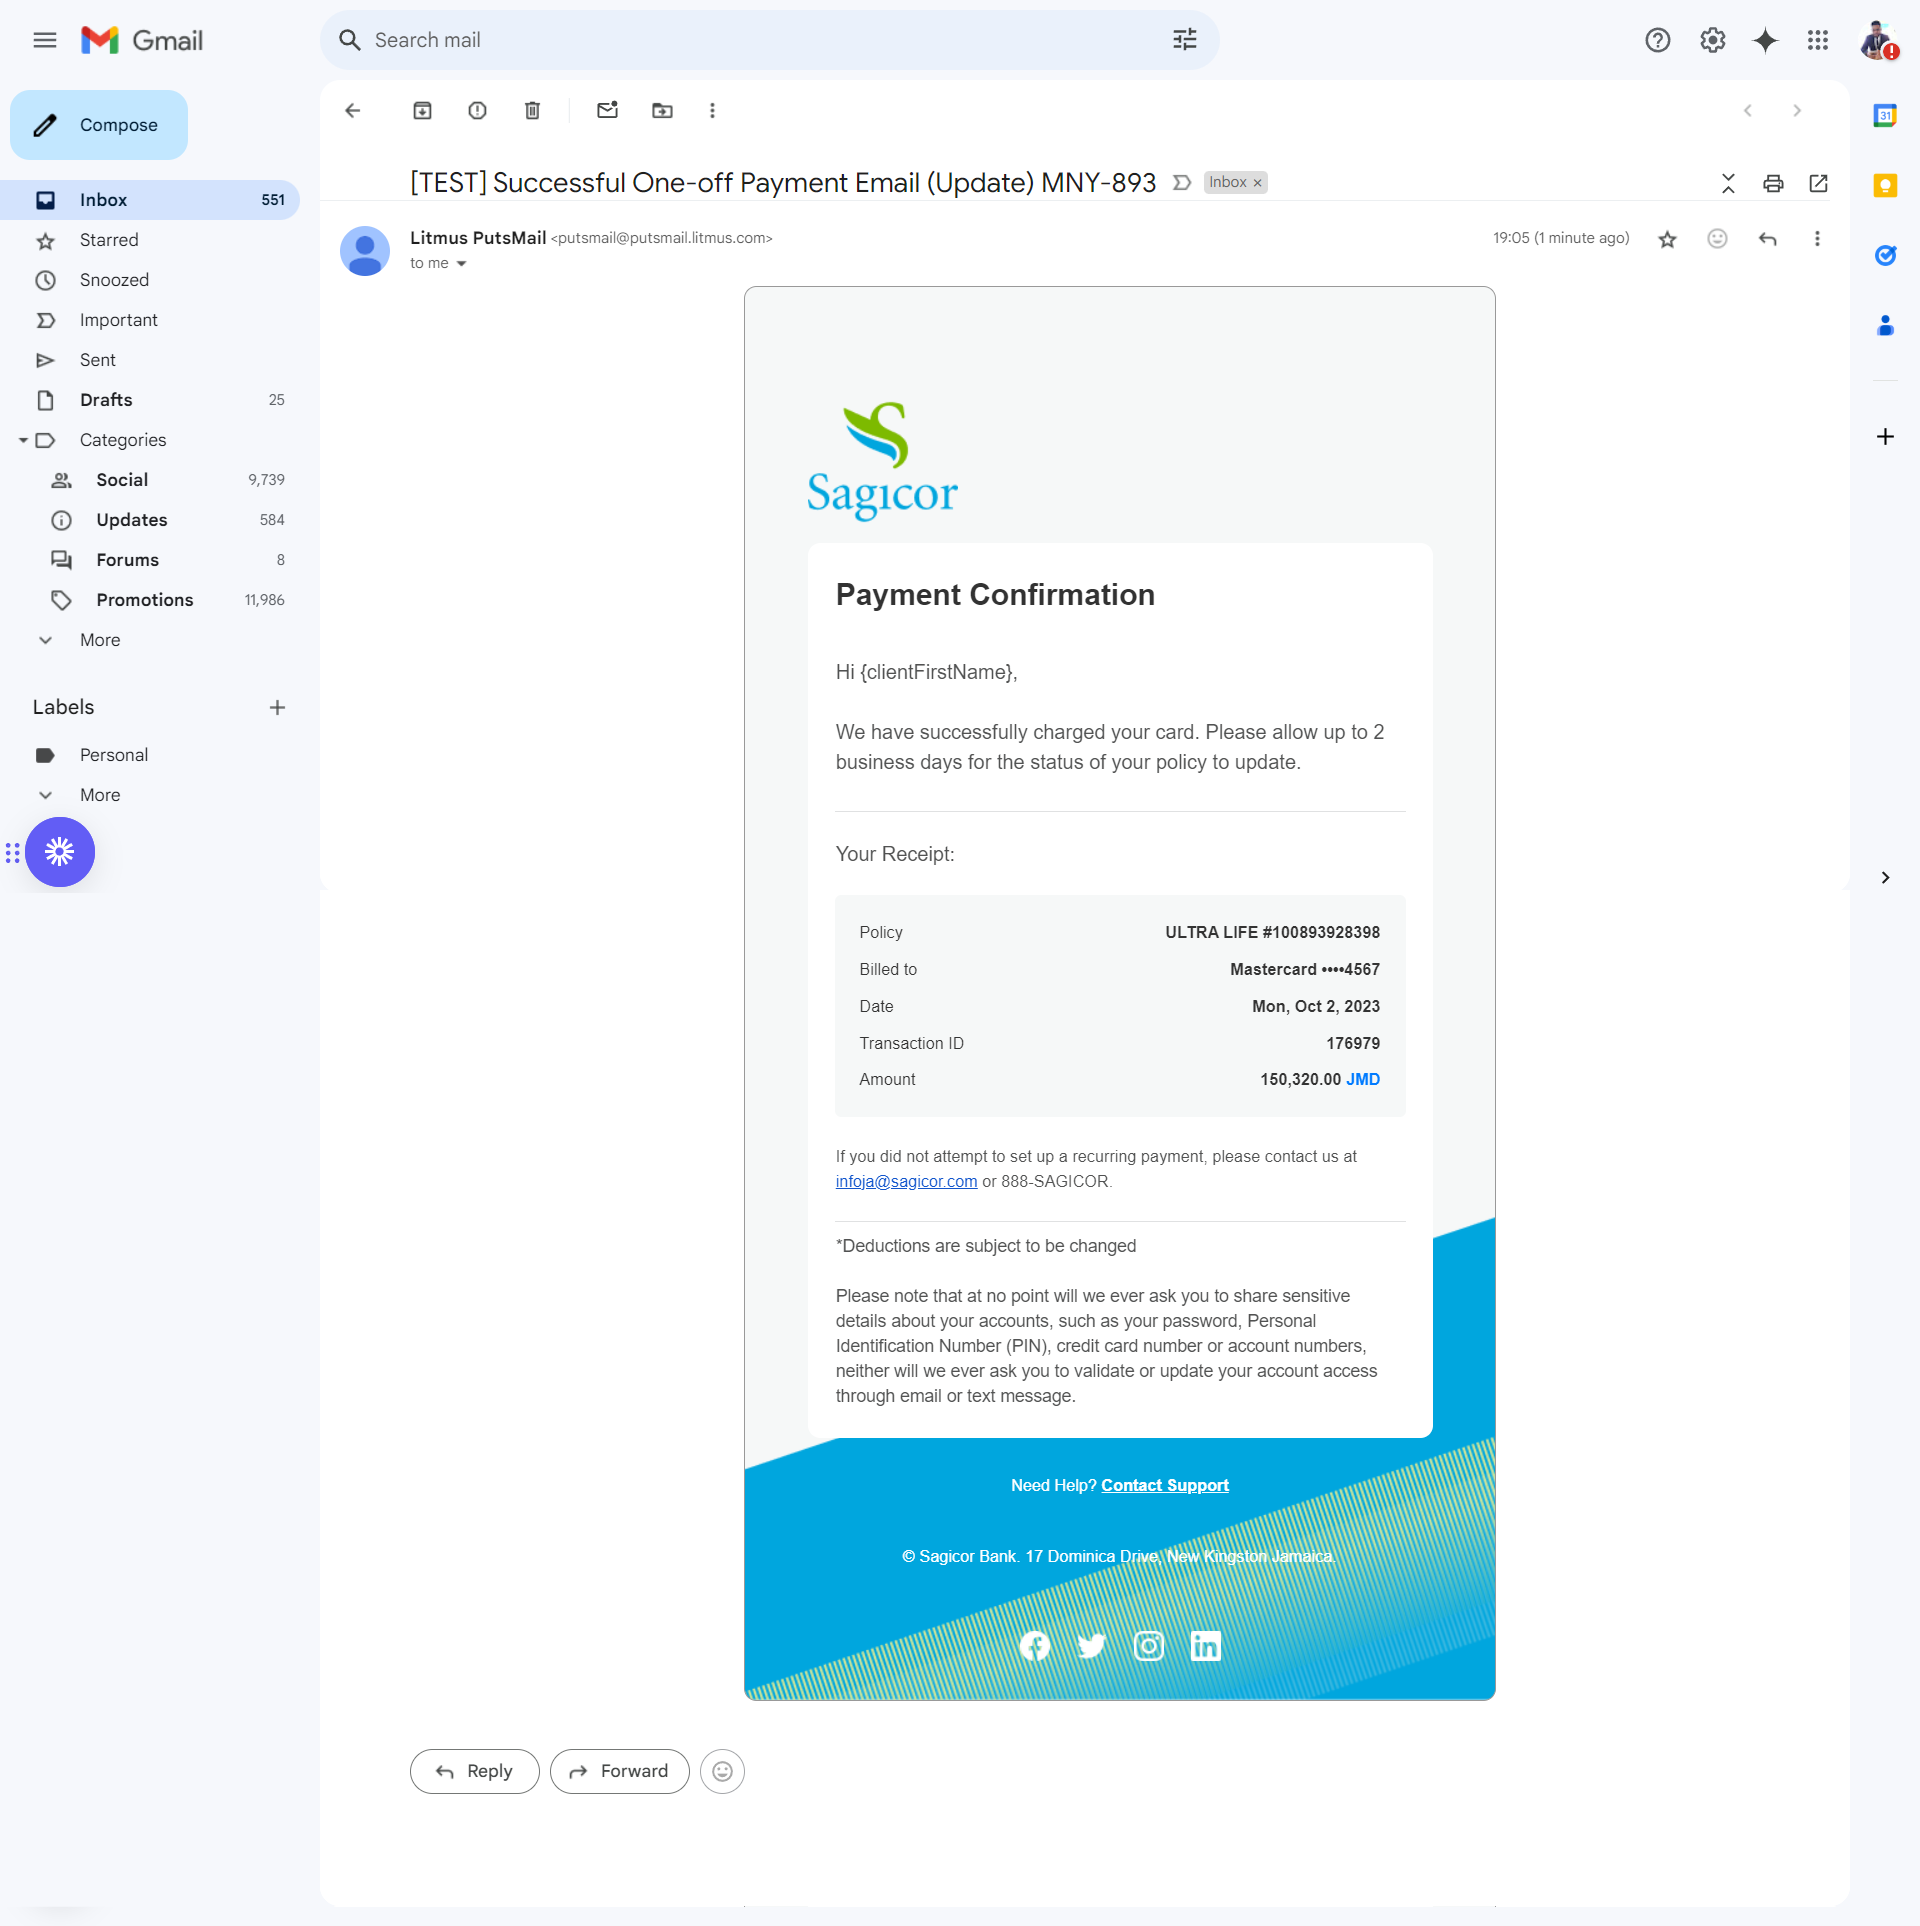 Gmail
Search mail
Compose
Inbox 551
Starred
Snoozed
Important
Sent
Drafts 25
Categories
Social 9,739
Updates 584
Forums 8
Promotions 11,986
More
Labels
Personal
More
[TEST] Successful One-off Payment Email (Update) MNY-893 Inbox ×
Litmus PutsMail <putsmail@putsmail.litmus.com> 19:05 (1 minute ago)
to me
31
Sagicor
Payment Confirmation
Hi {clientFirstName},
We have successfully charged your card. Please allow up to 2
business days for the status of your policy to update.
Your Receipt:
Policy ULTRA LIFE #100893928398
Billed to Mastercard ••••4567
Date Mon, Oct 2, 2023
Transaction ID 176979
Amount 150,320.00 JMD
If you did not attempt to set up a recurring payment, please contact us at
infoja@sagicor.com or 888-SAGICOR.
*Deductions are subject to be changed
Please note that at no point will we ever ask you to share sensitive
details about your accounts, such as your password, Personal
Identification Number (PIN), credit card number or account numbers,
neither will we ever ask you to validate or update your account access
through email or text message.
Need Help? Contact Support
© Sagicor Bank. 17 Dominica Drive, New Kingston Jamaica.
Reply
Forward